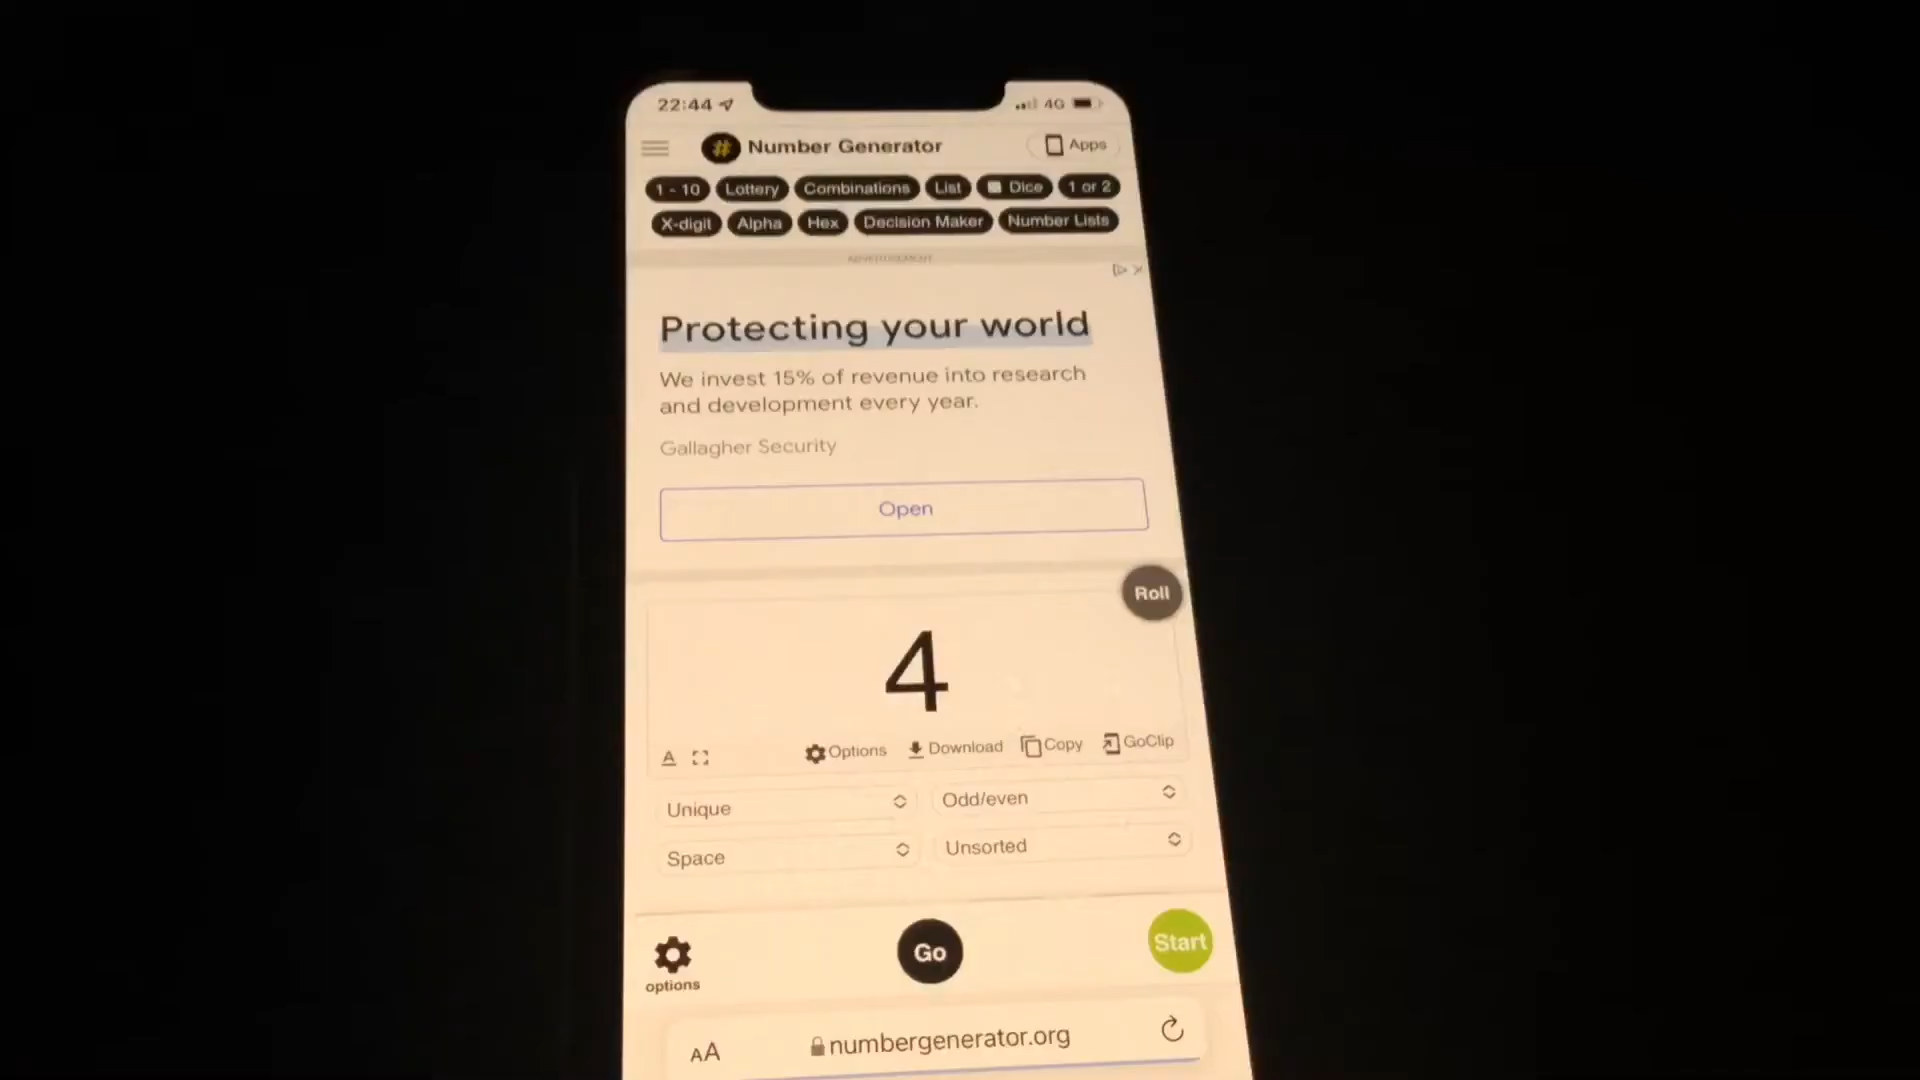 22:44 4G
Number Generator Apps
1 - 10 Lottery Combinations List Dice 1 or 2
X-digit Alpha Hex Decision Maker Number Lists
ADVERTISEMENT
Protecting your world
We invest 15% of revenue into research
and development every year.
Gallagher Security
Open
Roll
4
A Options Download Copy GoClip
Unique Odd/even
Space Unsorted
Go Start
options
AA numbergenerator.org